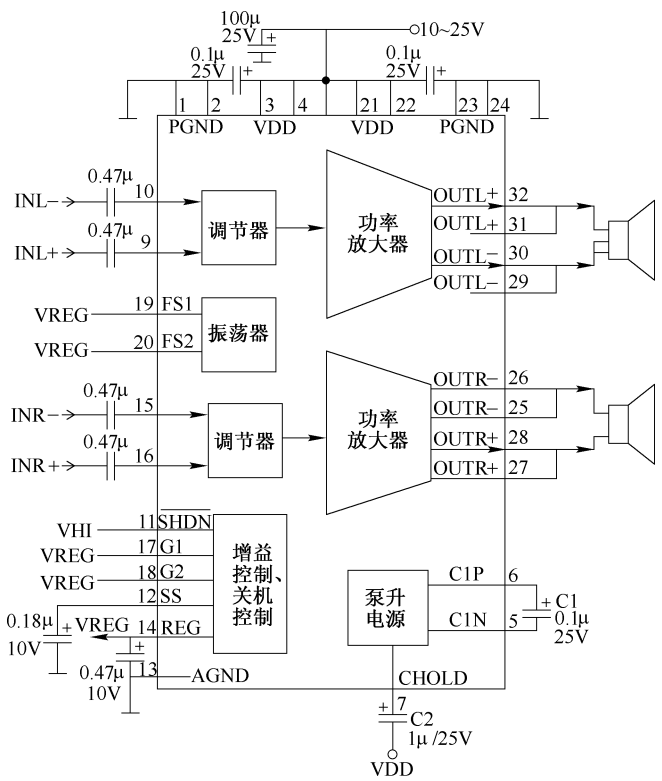 100μ
25V
10~25V
0.1μ
25V
0.1μ
25V
1 2 3 4 21 22 23 24
PGND VDD VDD PGND
INL− 0.47μ 10
INL+ 0.47μ 9
调节器
功率
放大器
OUTL+ 32
OUTL+ 31
OUTL− 30
OUTL− 29
VREG 19 FS1
VREG 20 FS2
振荡器
INR− 0.47μ 15
INR+ 0.47μ 16
调节器
功率
放大器
OUTR− 26
OUTR− 25
OUTR+ 28
OUTR+ 27
VHI 11 SHDN
VREG 17 G1
VREG 18 G2
12 SS
0.18μ
10V
VREG 14 REG
0.47μ
10V
13 AGND
增益
控制、
关机
控制
泵升
电源
C1P 6
C1N 5
C1
0.1μ
25V
CHOLD
7
C2
1μ/25V
VDD